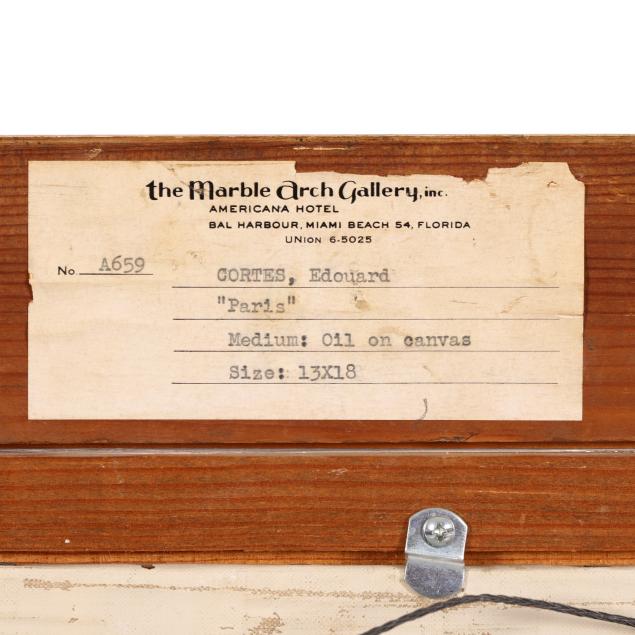 the Marble Arch Gallery, inc.
AMERICANA HOTEL
BAL HARBOUR, MIAMI BEACH 54, FLORIDA
UNION 6-5025
No A659
CORTES, Edouard
"Paris"
Medium: Oil on canvas
Size: 13X18